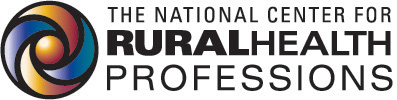 THE NATIONAL CENTER FOR
RURALHEALTH
PROFESSIONS